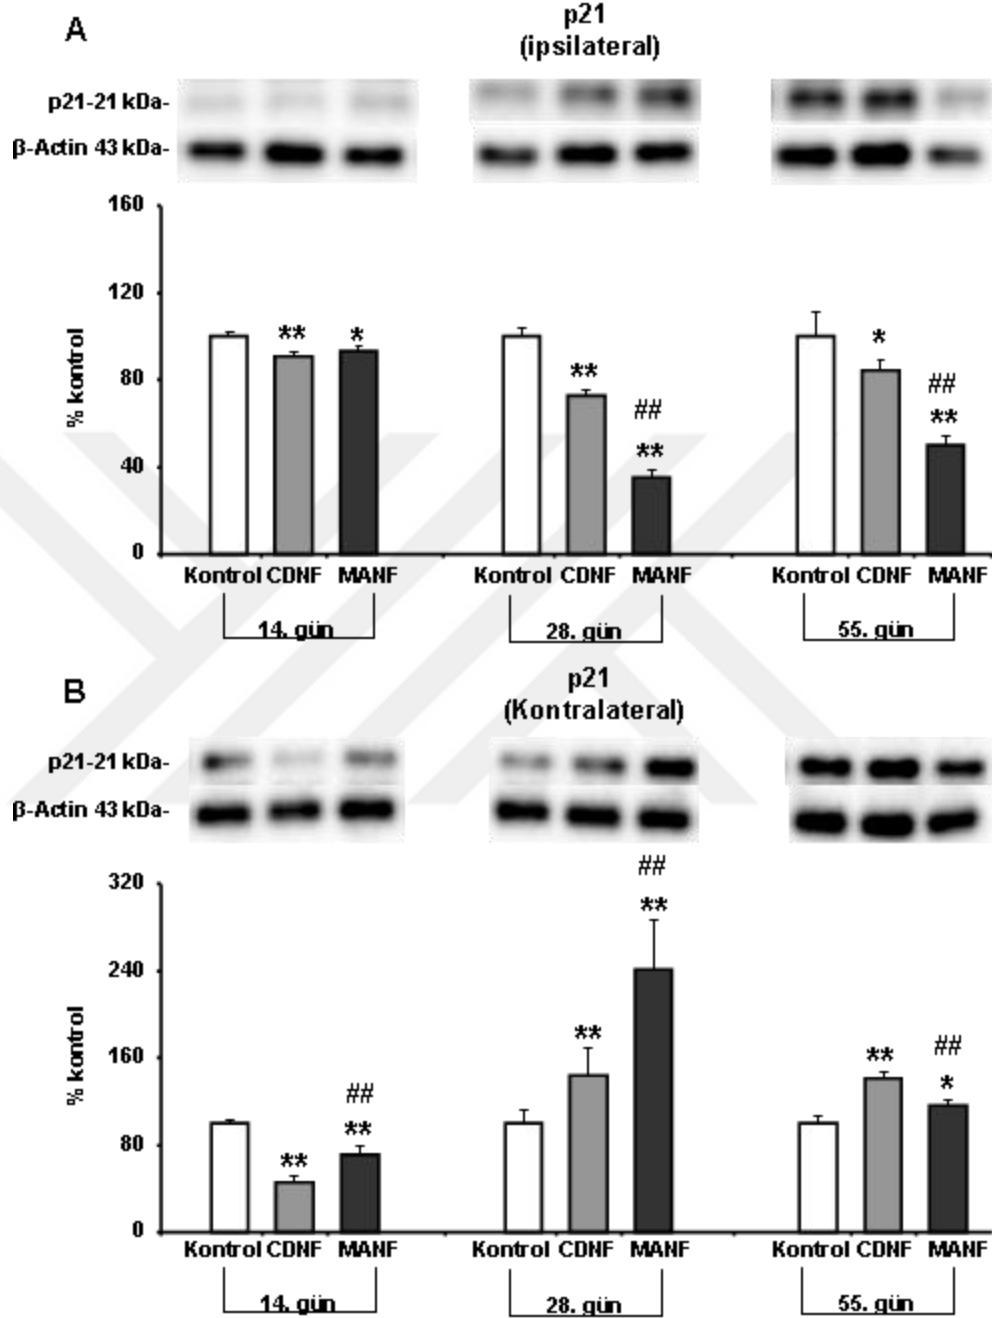 A
p21
(ipsilateral)
p21-21 kDa-
β-Actin 43 kDa-
160
120
80
40
0
% kontrol
** *
**
##
**
*
##
**
Kontrol CDNF MANF Kontrol CDNF MANF Kontrol CDNF MANF
14. gün 28. gün 55. gün
B
p21
(Kontralateral)
p21-21 kDa-
β-Actin 43 kDa-
320
240
160
80
0
% kontrol
**
##
**
**
##
**
**
##
*
Kontrol CDNF MANF Kontrol CDNF MANF Kontrol CDNF MANF
14. gün 28. gün 55. gün